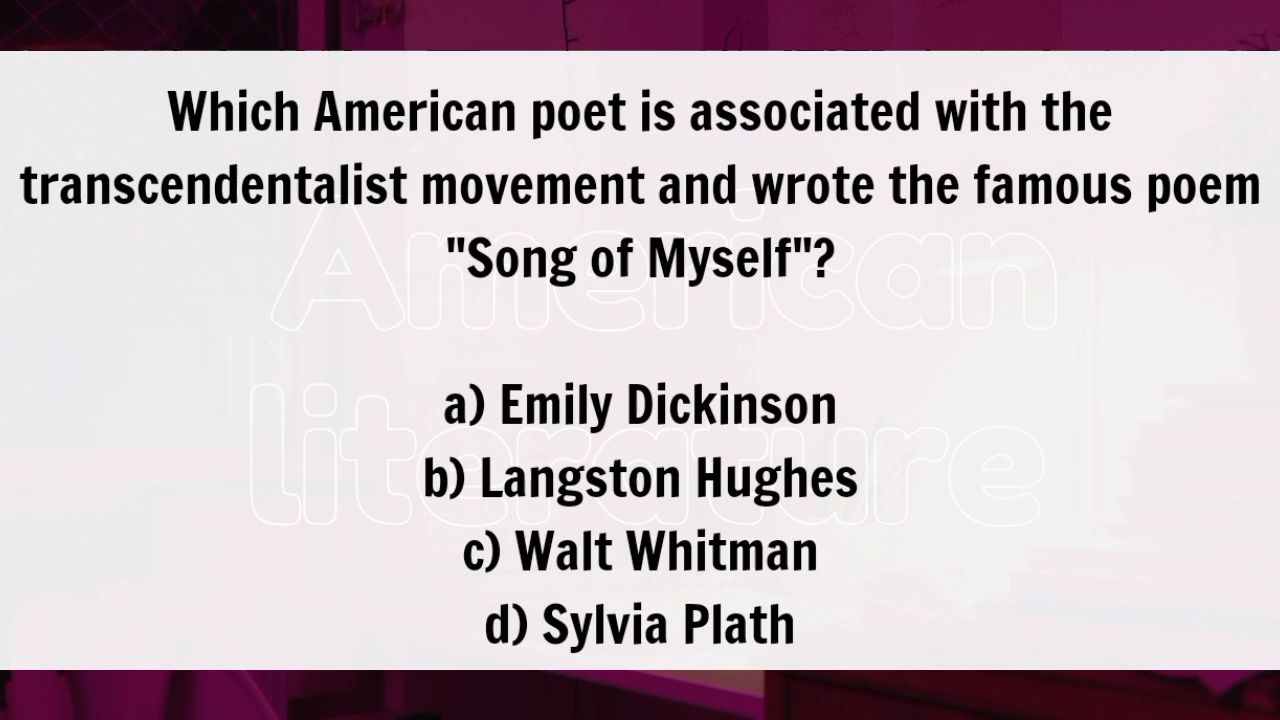 Which American poet is associated with the
transcendentalist movement and wrote the famous poem
"Song of Myself"?
a) Emily Dickinson
b) Langston Hughes
c) Walt Whitman
d) Sylvia Plath
American
literature